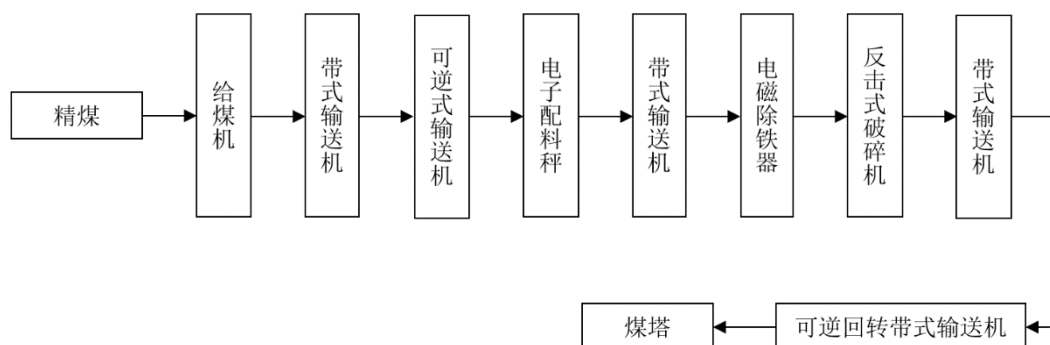 精煤
给煤机
带式输送机
可逆式输送机
电子配料秤
带式输送机
电磁除铁器
反击式破碎机
带式输送机
可逆回转带式输送机
煤塔